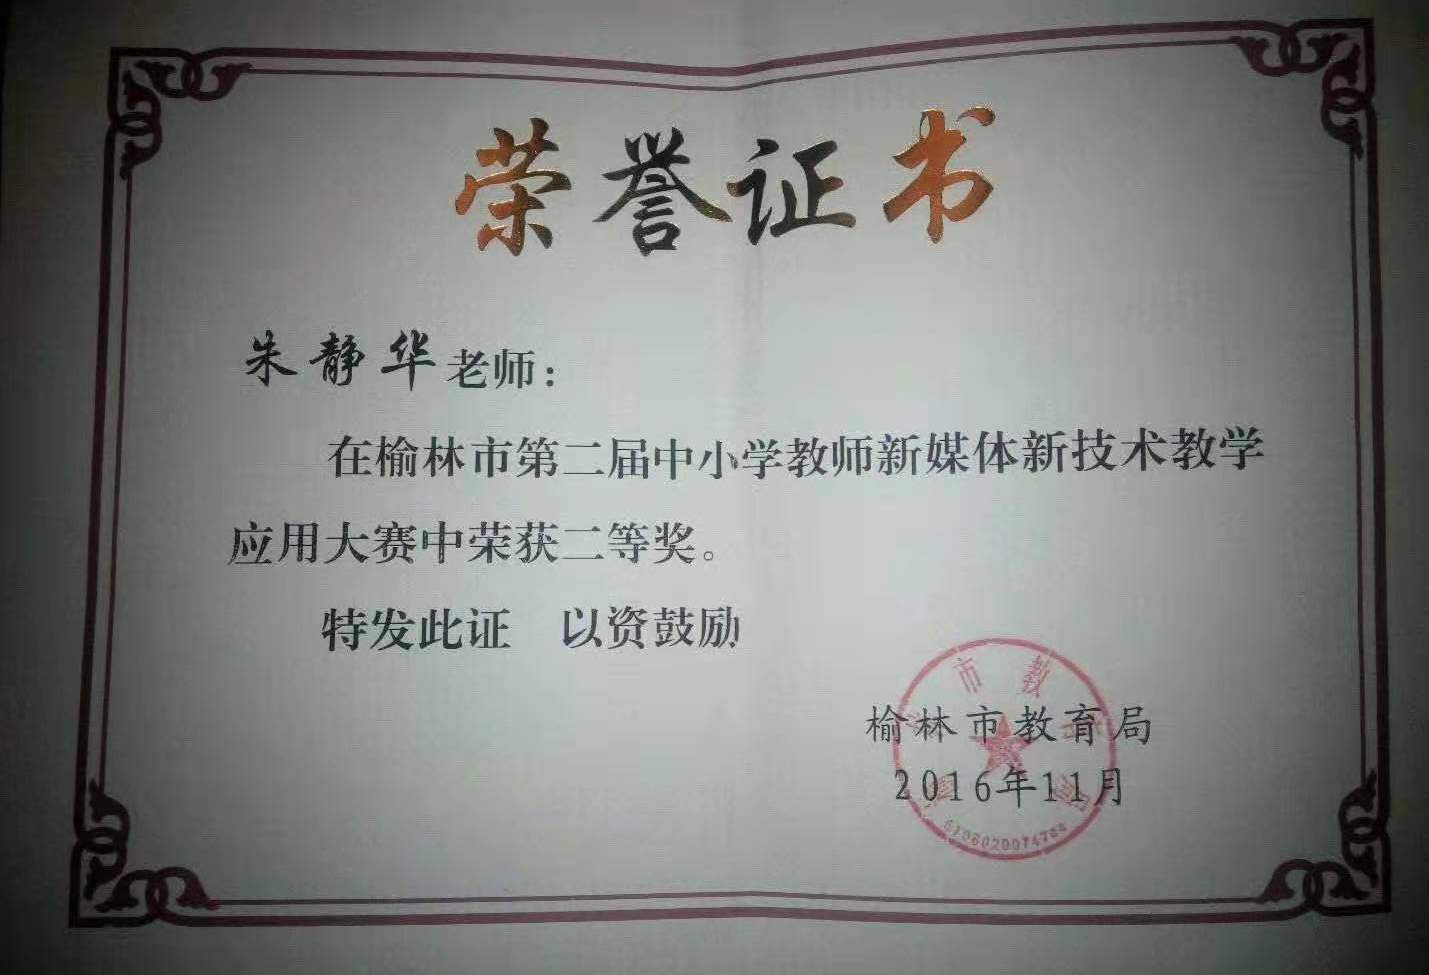 荣誉证书
朱静华老师：
在榆林市第二届中小学教师新媒体新技术教学
应用大赛中荣获二等奖。
特发此证 以资鼓励
市教
榆林市教育局
2016年11月